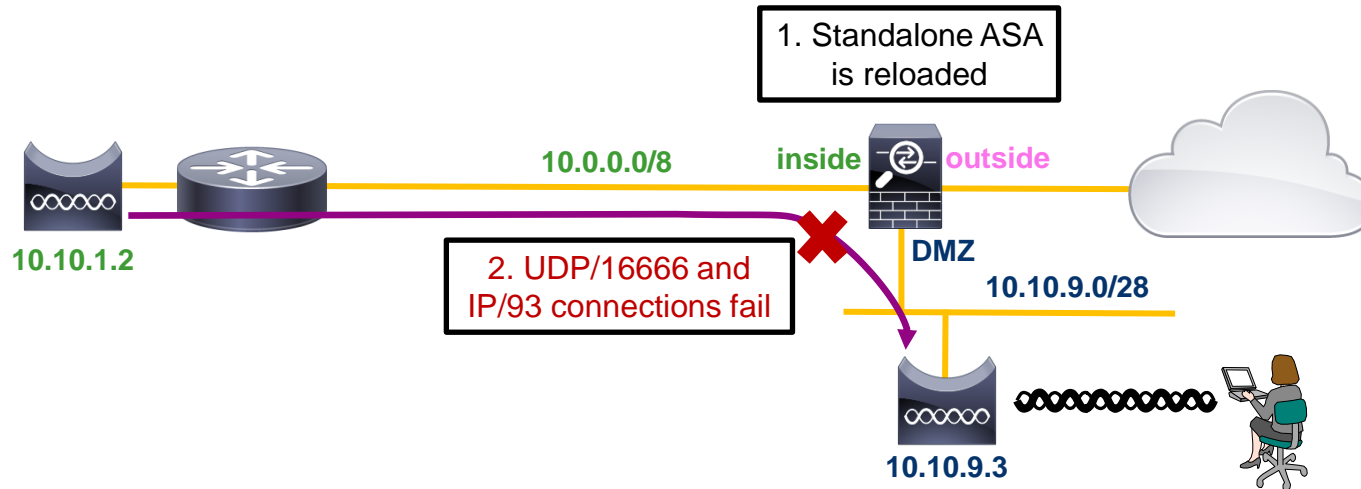 1. Standalone ASA
is reloaded
10.0.0.0/8
inside
outside
10.10.1.2
2. UDP/16666 and
IP/93 connections fail
DMZ
10.10.9.0/28
10.10.9.3